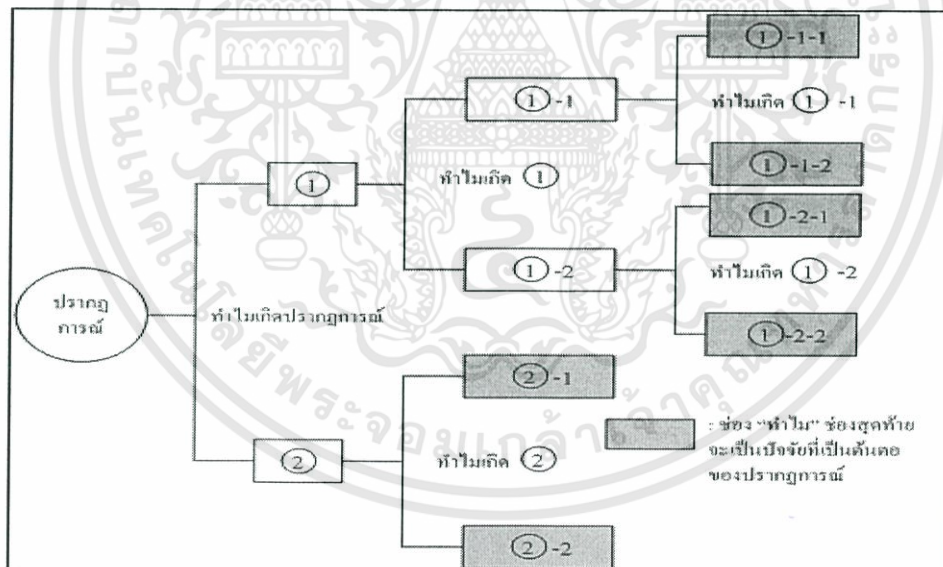 ①-1-1
①-1
ทำไมเกิด ① -1
①
ทำไมเกิด ①
①-1-2
①-2-1
①-2
ทำไมเกิด ① -2
ปรากฏ
การณ์
ทำไมเกิดปรากฏการณ์
①-2-2
②-1
: ช่อง “ทำไม” ช่องสุดท้าย
จะเป็นปัจจัยที่เป็นต้นตอ
ของปรากฏการณ์
②
ทำไมเกิด ②
②-2